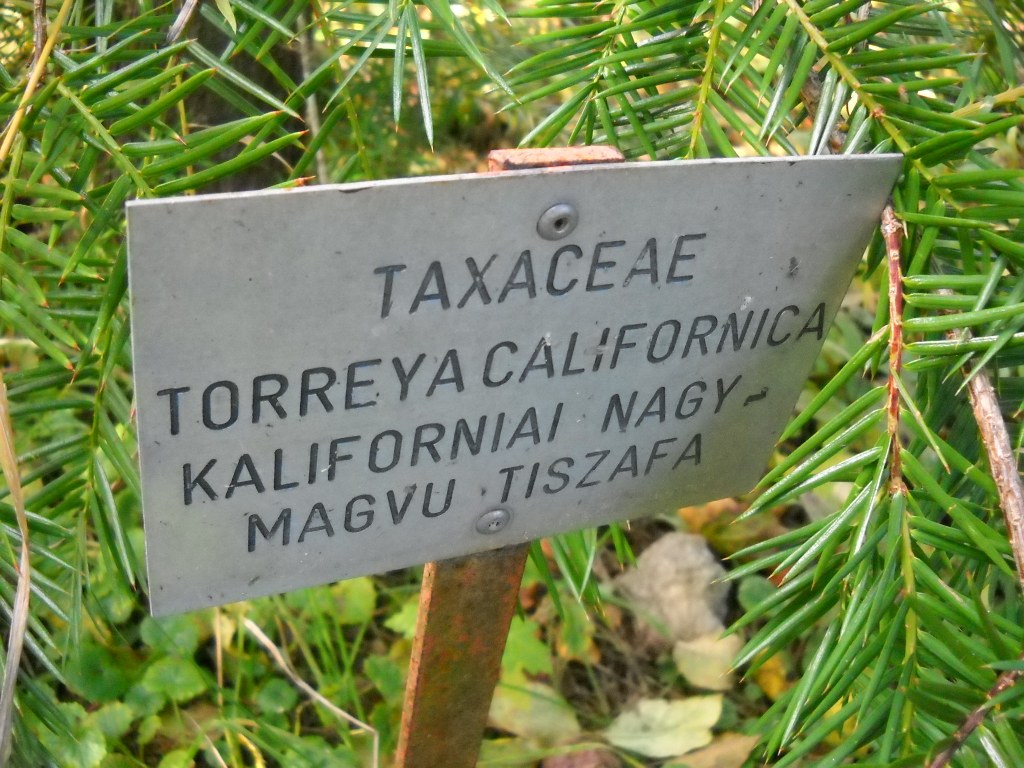 TAXACEAE
TORREYA CALIFORNICA
KALIFORNIAI NAGY-
MAGVU TISZAFA